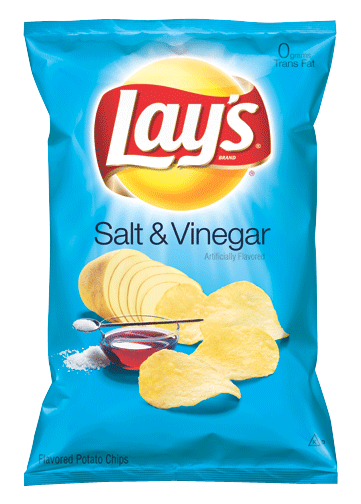 0 grams
Trans Fat
Lay's
BRAND
Salt & Vinegar
Artificially Flavored
Flavored Potato Chips